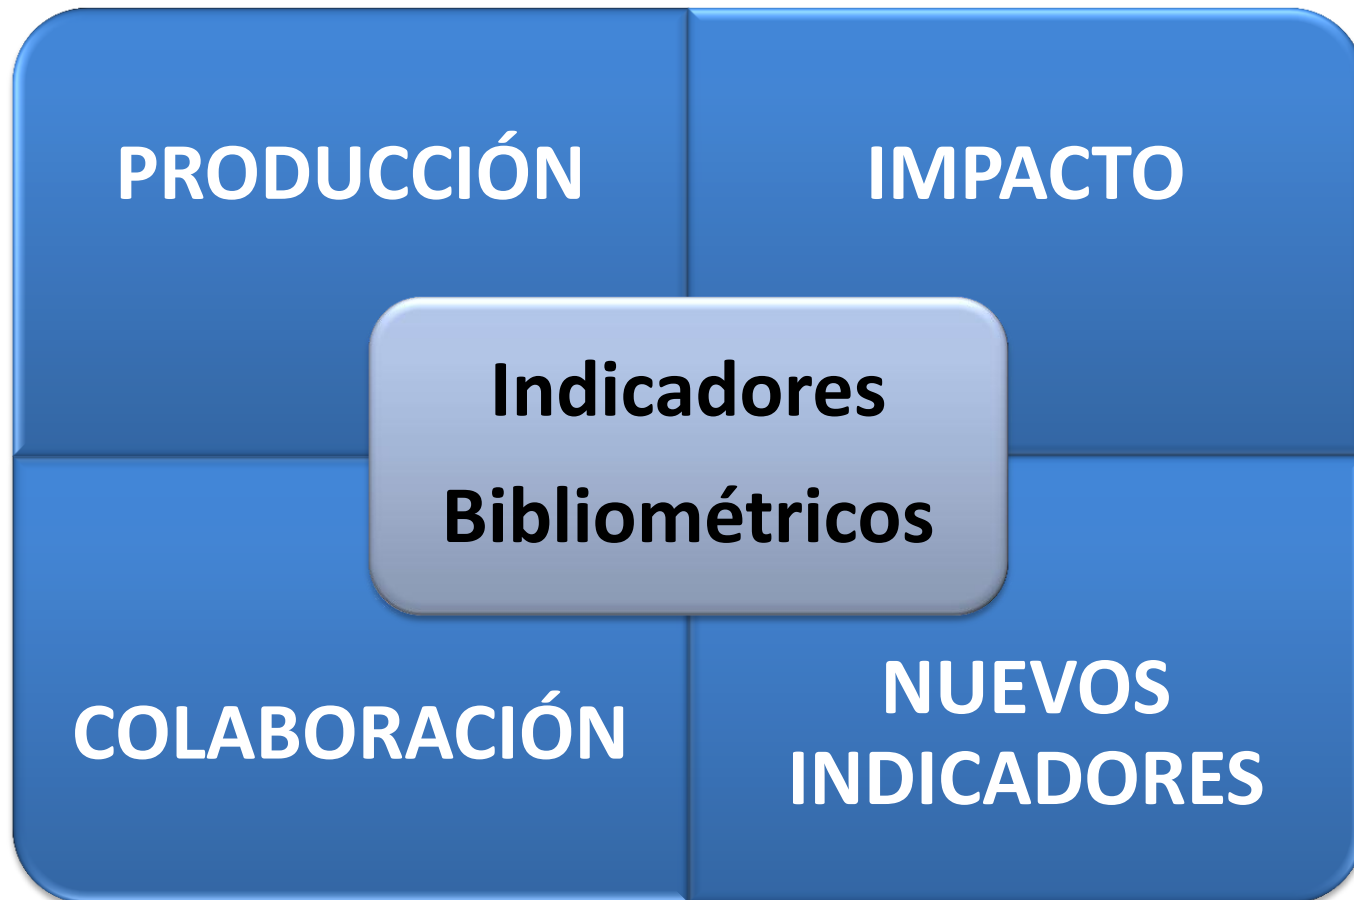 PRODUCCIÓN
IMPACTO
Indicadores
Bibliométricos
COLABORACIÓN
NUEVOS
INDICADORES